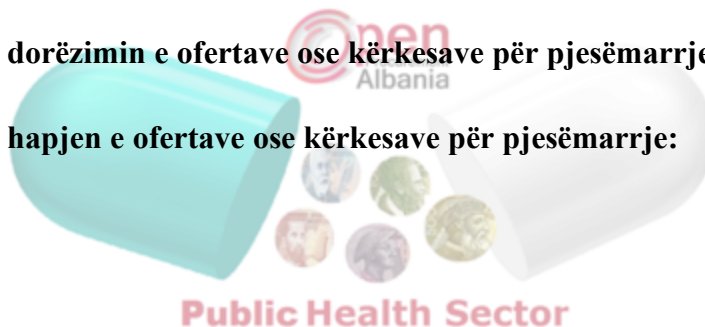 Open
dorëzimin e ofertave ose kërkesave për pjesëmarrje
Albania
hapjen e ofertave ose kërkesave për pjesëmarrje:
Public Health Sector